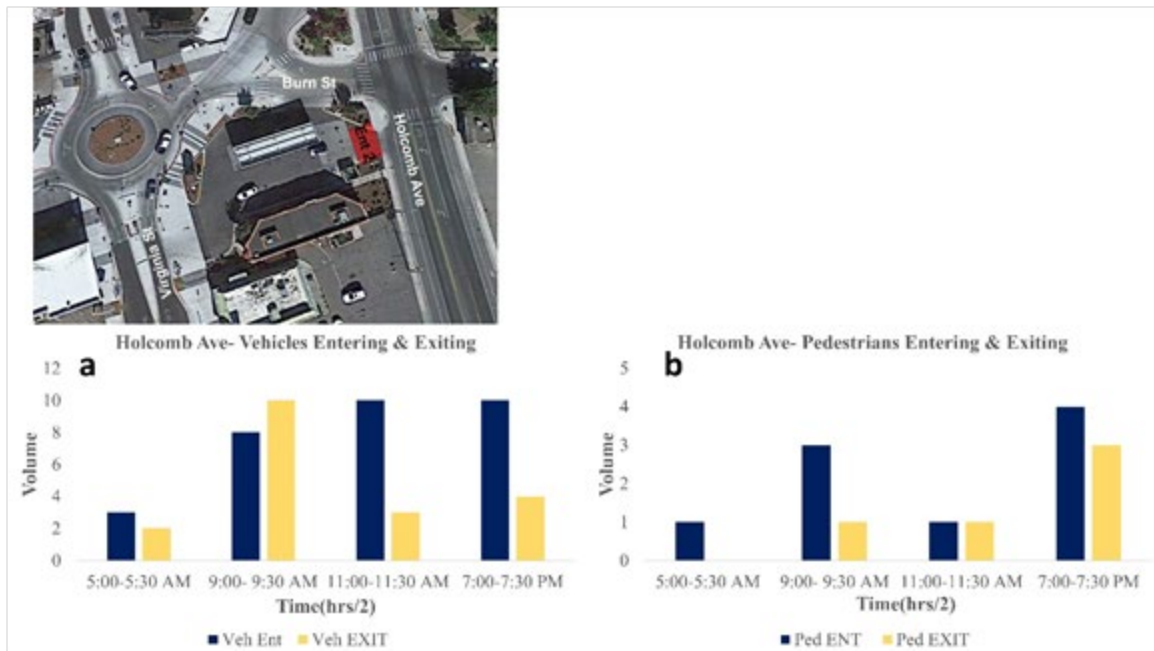 Burn St
Ent 2
Holcomb Ave
Virginia St
Holcomb Ave- Vehicles Entering & Exiting
a
12
10
8
6
4
2
0
Volume
5:00-5:30 AM 9:00- 9:30 AM 11:00-11:30 AM 7:00-7:30 PM
Time(hrs/2)
Veh Ent Veh EXIT
Holcomb Ave- Pedestrians Entering & Exiting
b
5
4
3
2
1
0
Volume
5:00-5:30 AM 9:00- 9:30 AM 11:00-11:30 AM 7:00-7:30 PM
Time(hrs/2)
Ped ENT Ped EXIT